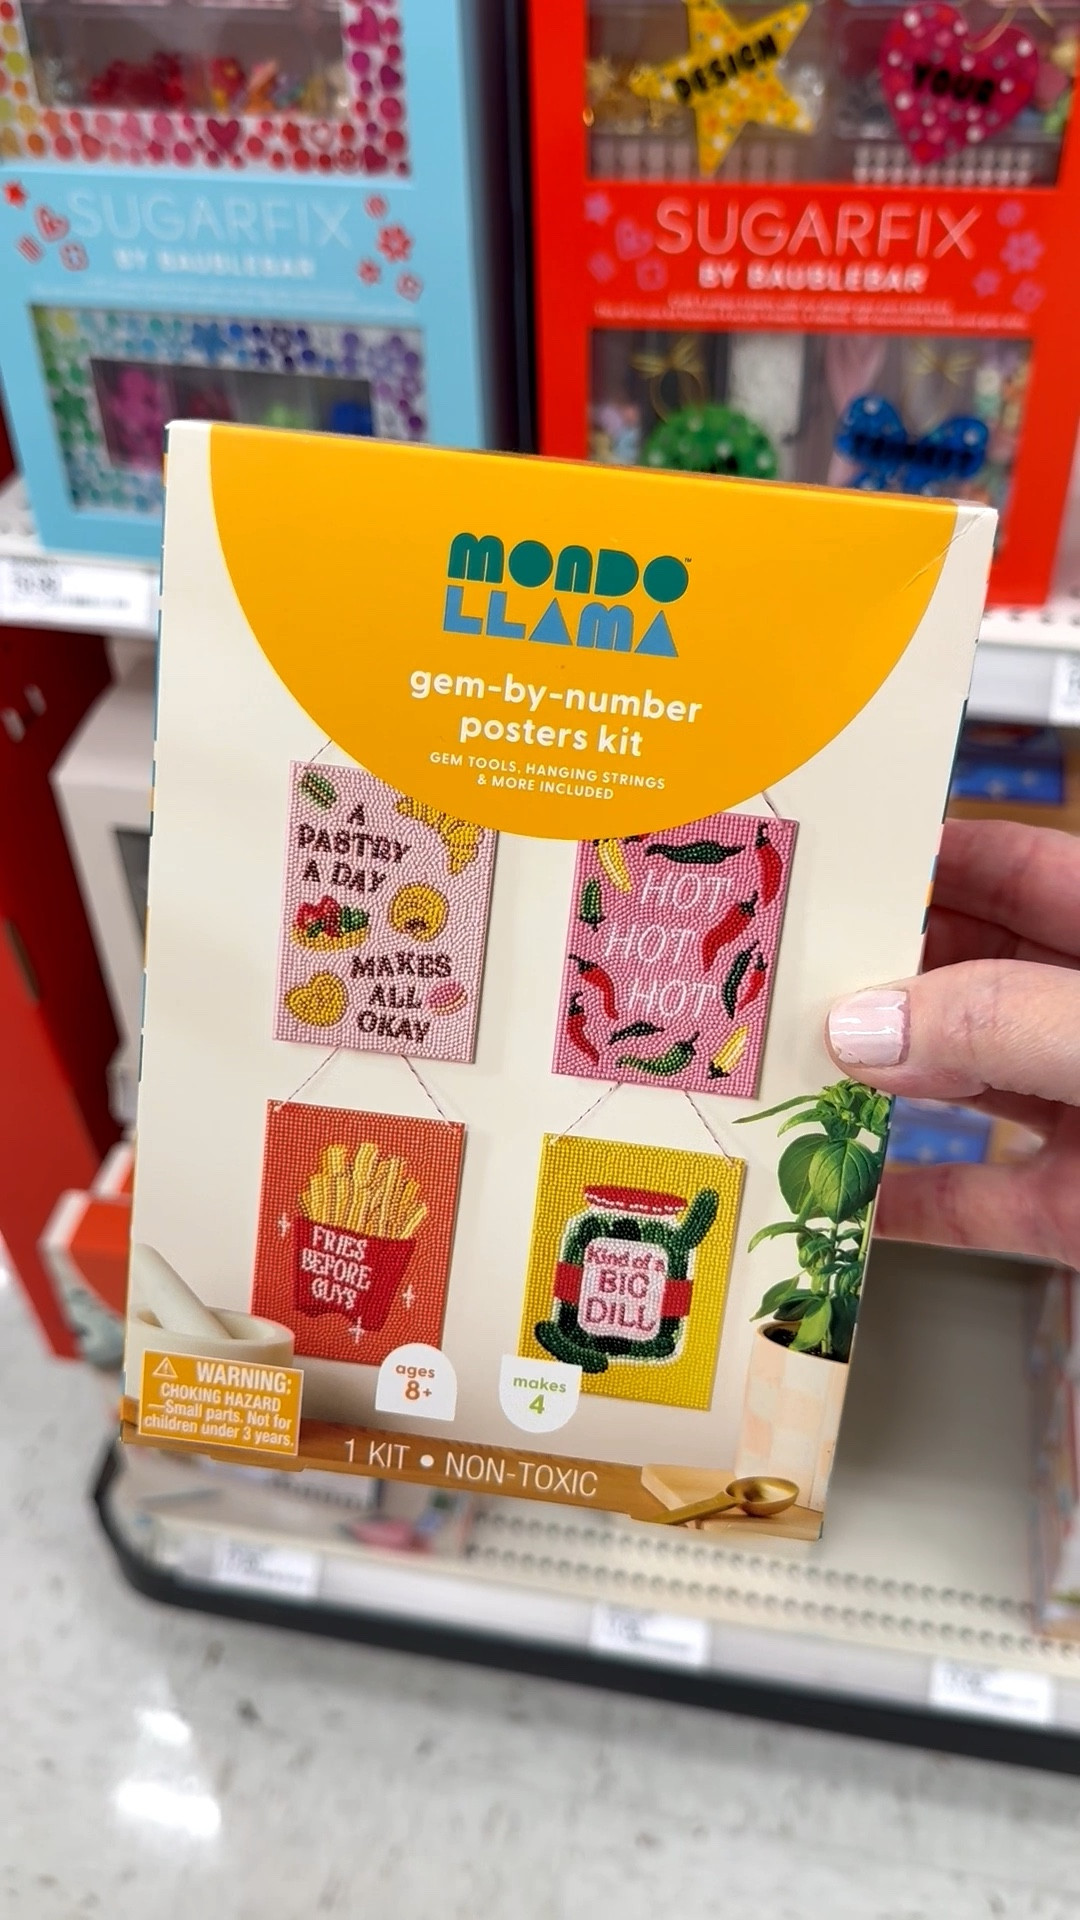 DESIGN
YOUR
SUGARFIX
BY BAUBLEBAR
SUGARFIX
BY BAUBLEBAR
MONDO™
LLAMA
gem-by-number
posters kit
GEM TOOLS, HANGING STRINGS
& MORE INCLUDED
A
PASTRY
A DAY
MAKES
ALL
OKAY
HOT
HOT
HOT
FRIES
BEFORE
GUYS
Kind of a
BIG
DILL
WARNING:
CHOKING HAZARD
—Small parts. Not for
children under 3 years.
ages
8+
makes
4
1 KIT • NON-TOXIC